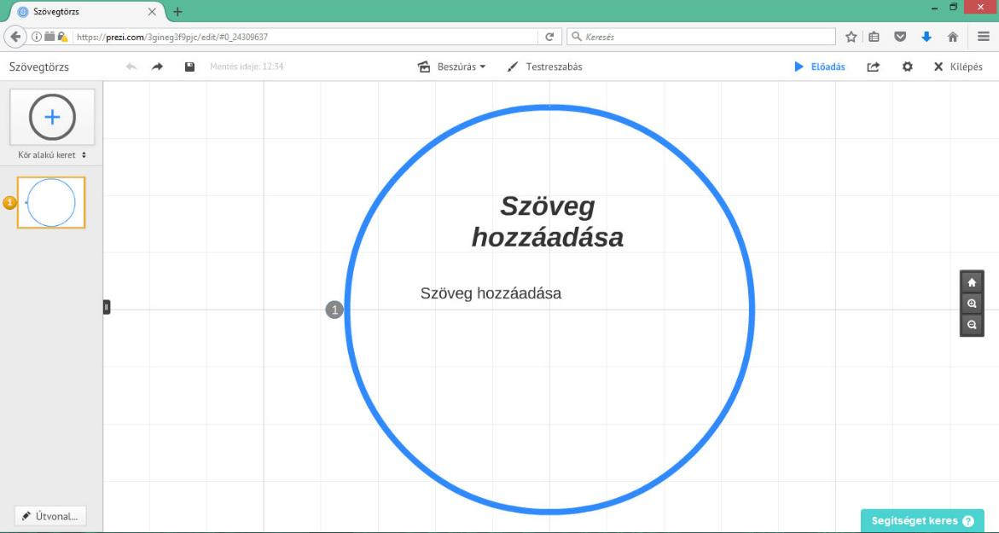 Szövegtörzs
https://prezi.com/3gineg3f9pjc/edit/#0_24309637
Keresés
Szövegtörzs
Mentés ideje: 12:34
Beszúrás
Testreszabás
Előadás
Kilépés
Kör alakú keret
1
Szöveg
hozzáadása
Szöveg hozzáadása
1
Útvonal...
Segítséget keres ?